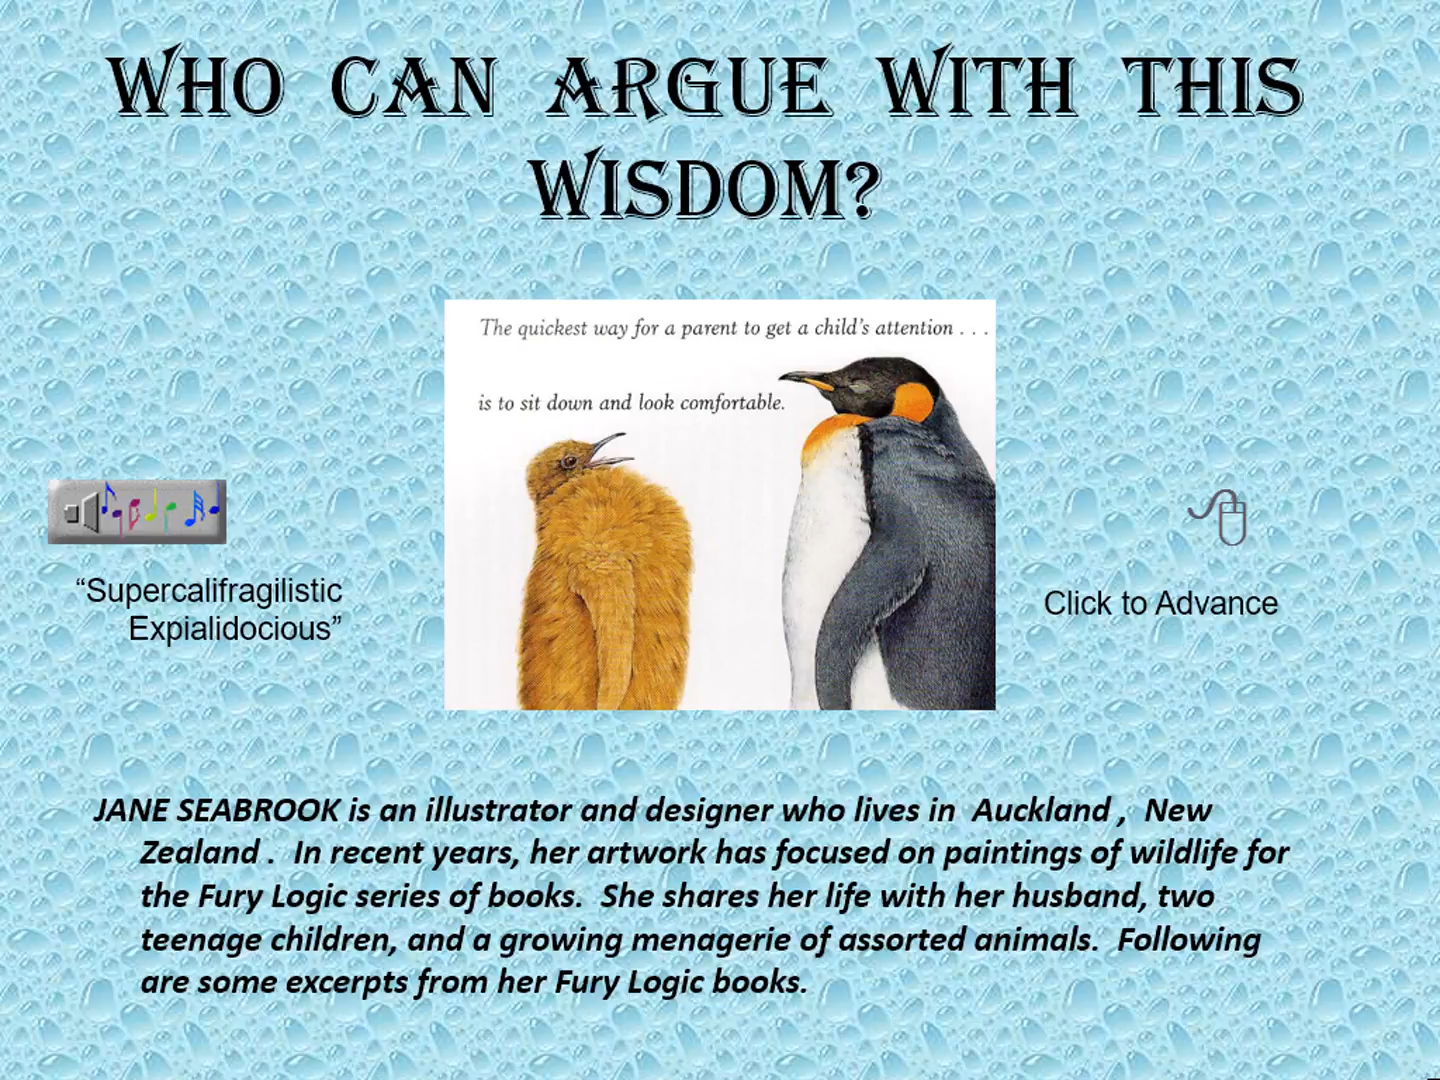 WHO CAN ARGUE WITH THIS
WISDOM?
The quickest way for a parent to get a child's attention . . .
is to sit down and look comfortable.
“Supercalifragilistic
Expialidocious”
Click to Advance
JANE SEABROOK is an illustrator and designer who lives in Auckland , New
Zealand . In recent years, her artwork has focused on paintings of wildlife for
the Fury Logic series of books. She shares her life with her husband, two
teenage children, and a growing menagerie of assorted animals. Following
are some excerpts from her Fury Logic books.